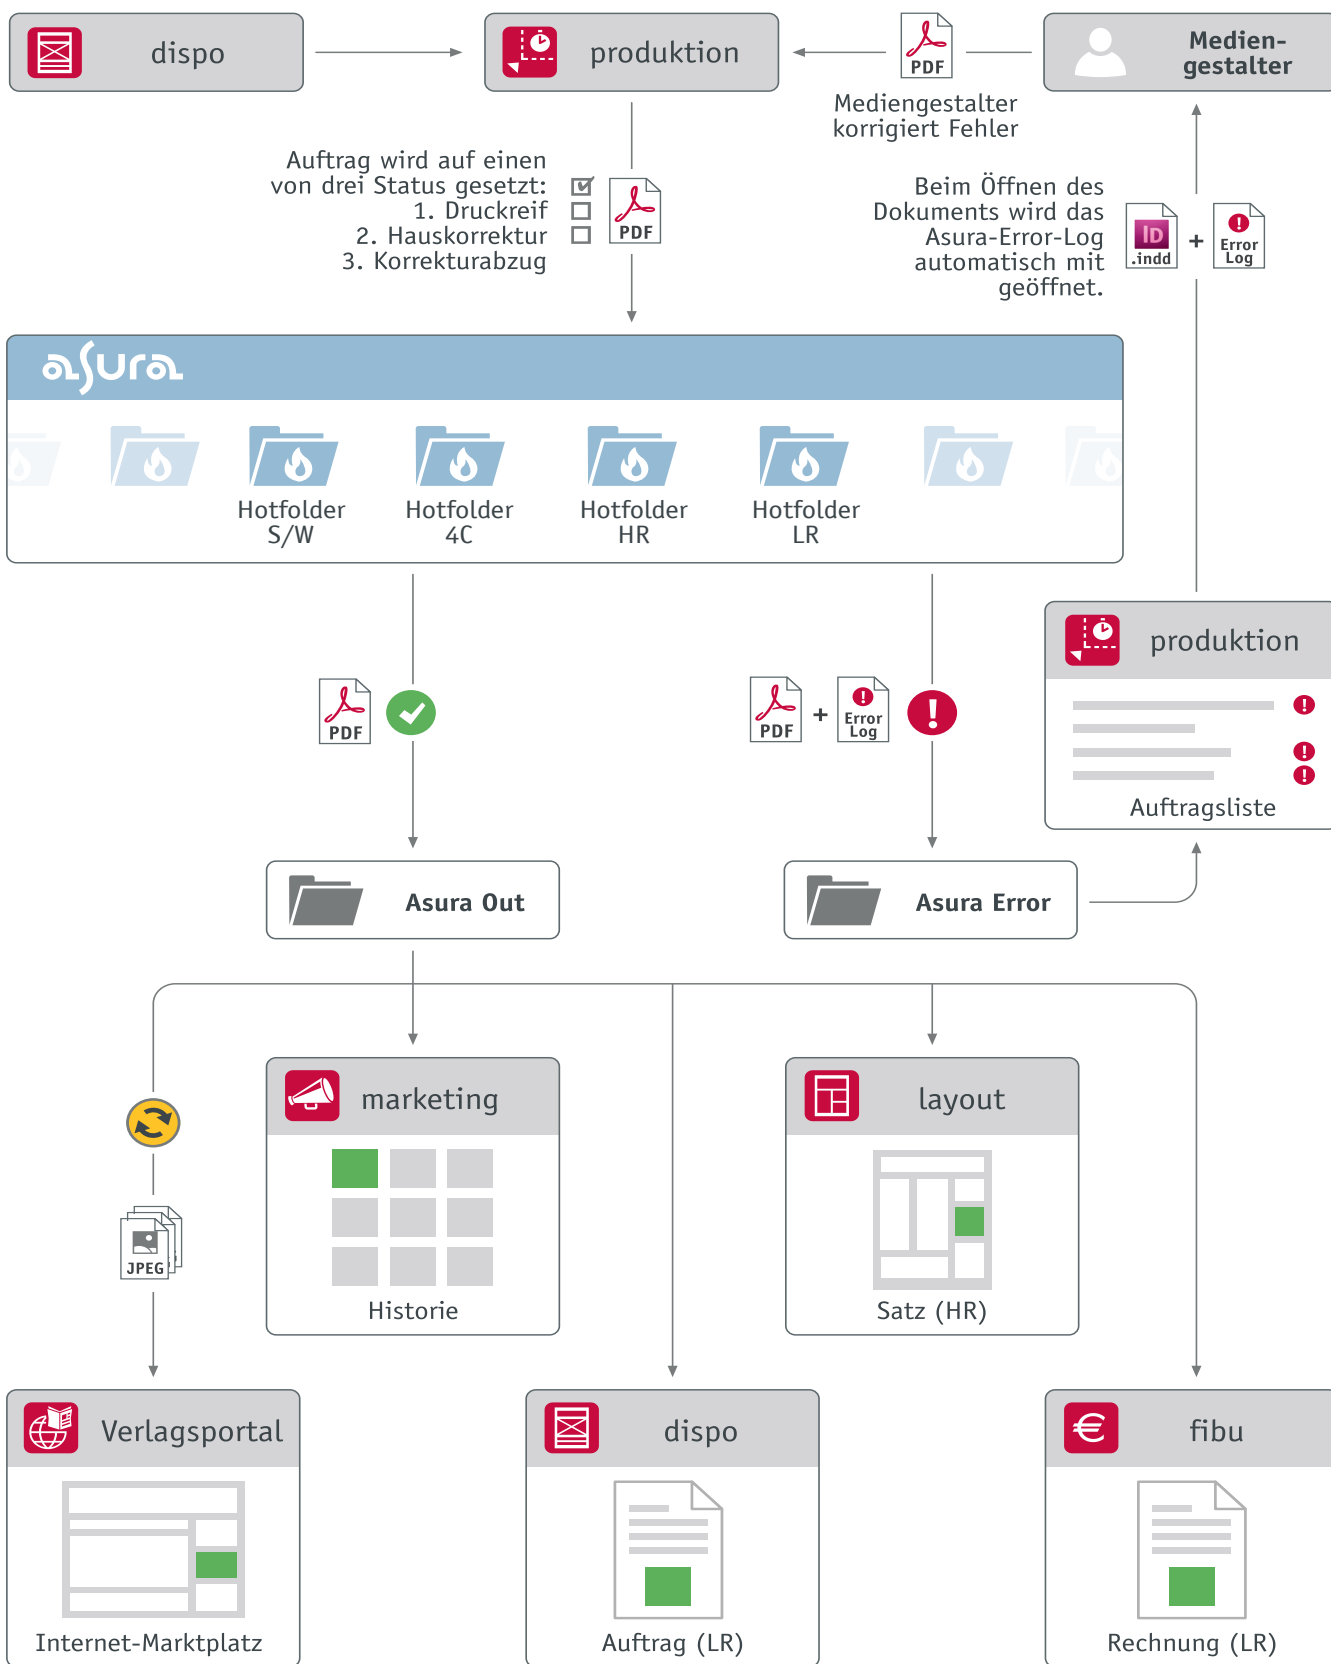 dispo
produktion
PDF
Medien-
gestalter
Mediengestalter
korrigiert Fehler
Auftrag wird auf einen
von drei Status gesetzt:
1. Druckreif
2. Hauskorrektur
3. Korrekturabzug
PDF
Beim Öffnen des
Dokuments wird das
Asura-Error-Log
automatisch mit
geöffnet.
ID
.indd
+
Error
Log
asura
Hotfolder
S/W
Hotfolder
4C
Hotfolder
HR
Hotfolder
LR
PDF
PDF
+
Error
Log
produktion
Auftragsliste
Asura Out
Asura Error
marketing
Historie
layout
Satz (HR)
JPEG
Verlagsportal
Internet-Marktplatz
dispo
Auftrag (LR)
€
fibu
Rechnung (LR)